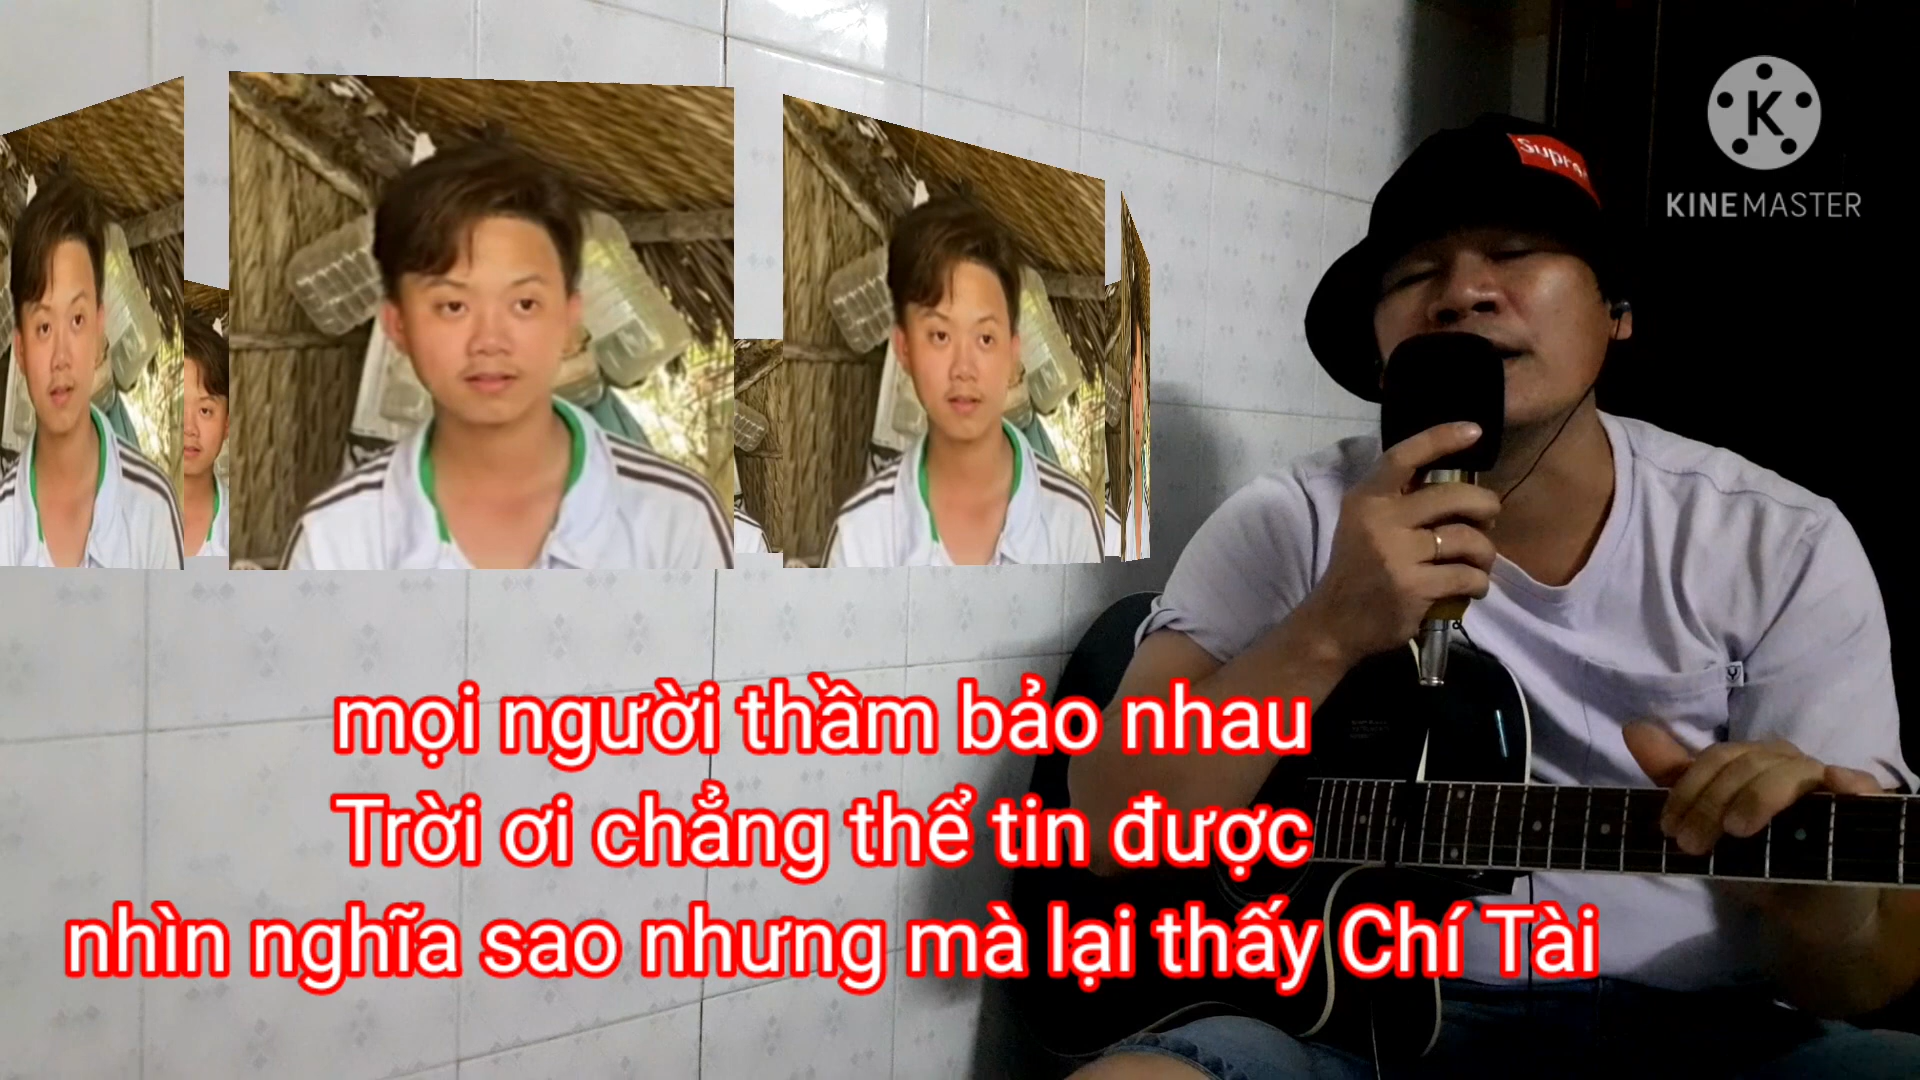 K
KINEMASTER
Supre
mọi người thầm bảo nhau
Trời ơi chẳng thể tin được
nhìn nghĩa sao nhưng mà lại thấy Chí Tài